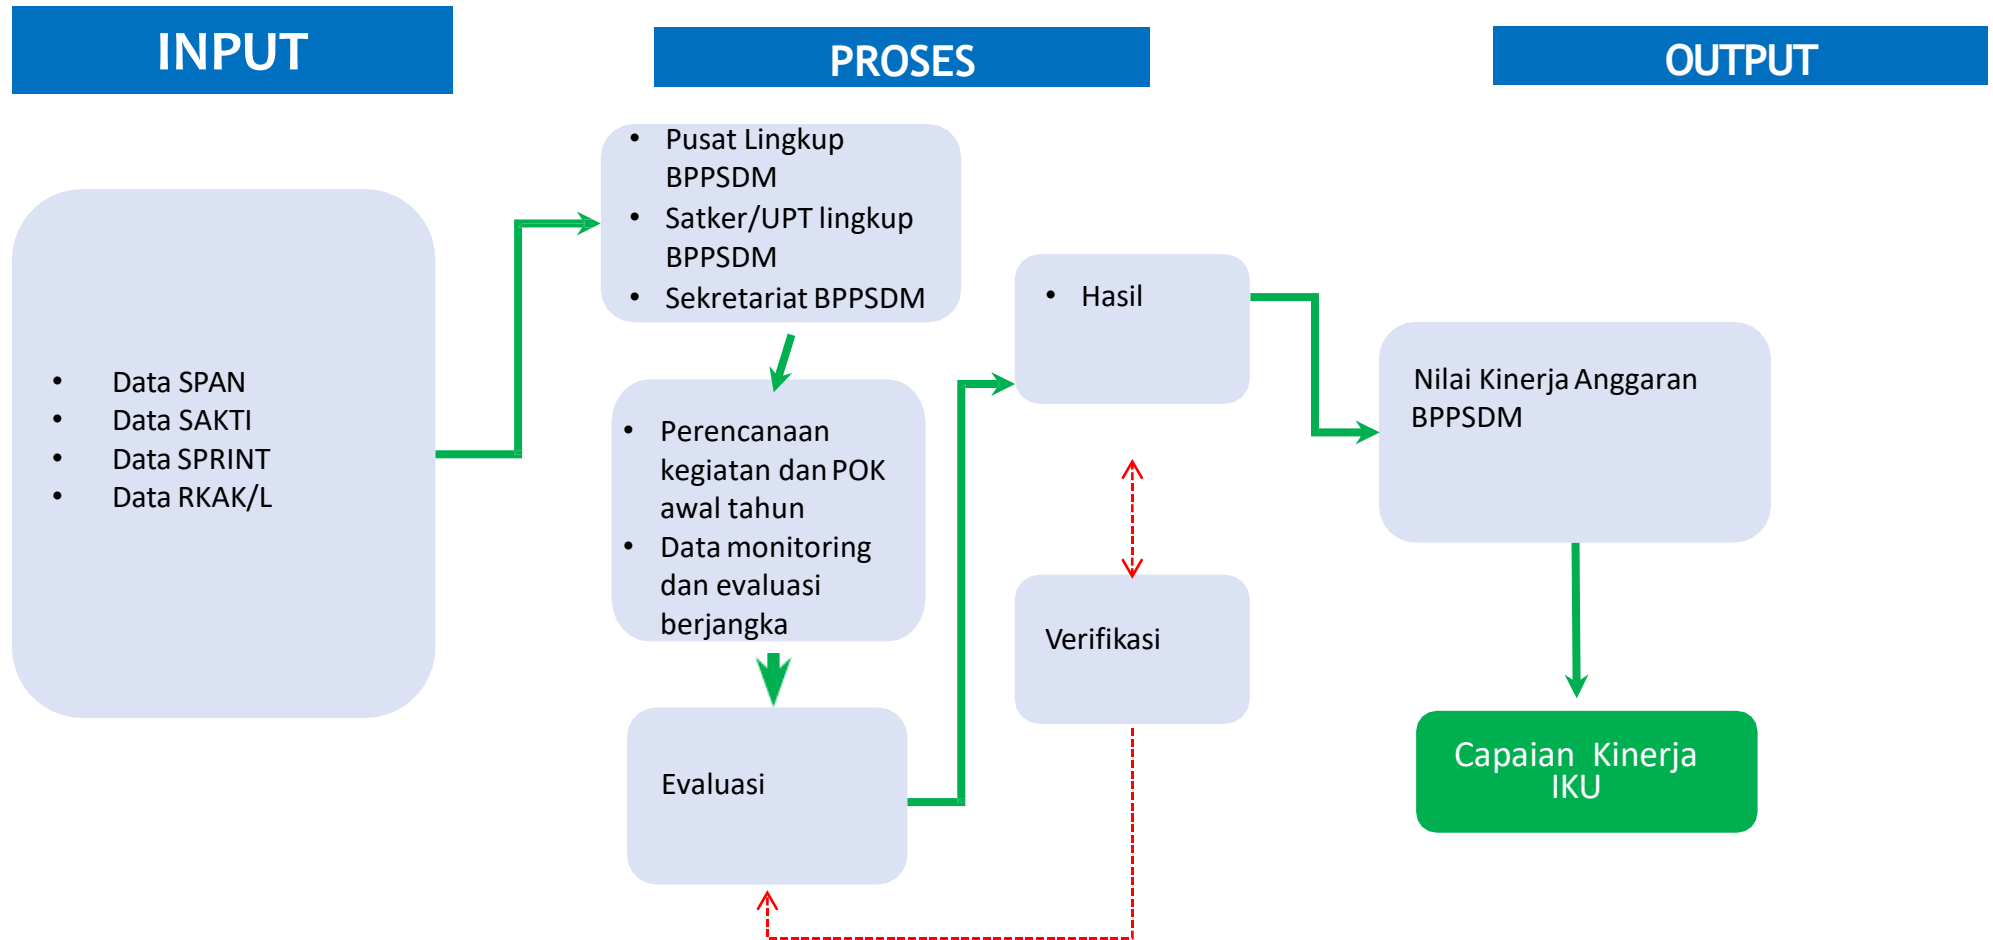 INPUT
PROSES
OUTPUT
• Data SPAN
• Data SAKTI
• Data SPRINT
• Data RKAK/L
• Pusat Lingkup
BPPSDM
• Satker/UPT lingkup
BPPSDM
• Sekretariat BPPSDM
• Perencanaan
kegiatan dan POK
awal tahun
• Data monitoring
dan evaluasi
berjangka
Evaluasi
• Hasil
Verifikasi
Nilai Kinerja Anggaran
BPPSDM
Capaian Kinerja
IKU